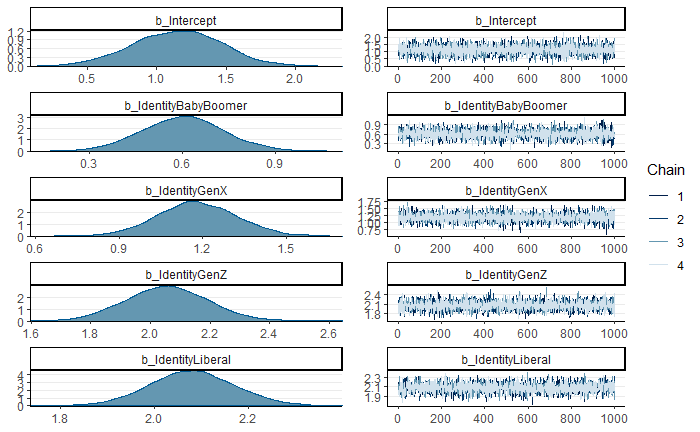 b_Intercept
1.2
0.9
0.6
0.3
0.0
0.5 1.0 1.5 2.0
b_Intercept
2.0
1.5
1.0
0.5
0.0
0 200 400 600 800 1000
b_IdentityBabyBoomer
3
2
1
0
0.3 0.6 0.9
b_IdentityBabyBoomer
0.9
0.6
0.3
0 200 400 600 800 1000
b_IdentityGenX
2
1
0
0.6 0.9 1.2 1.5
b_IdentityGenX
1.75
1.50
1.25
1.00
0.75
0 200 400 600 800 1000
b_IdentityGenZ
2
1
0
1.6 1.8 2.0 2.2 2.4 2.6
b_IdentityGenZ
2.4
2.1
1.8
0 200 400 600 800 1000
b_IdentityLiberal
4
3
2
1
0
1.8 2.0 2.2
b_IdentityLiberal
2.3
2.1
1.9
0 200 400 600 800 1000
Chain
1
2
3
4